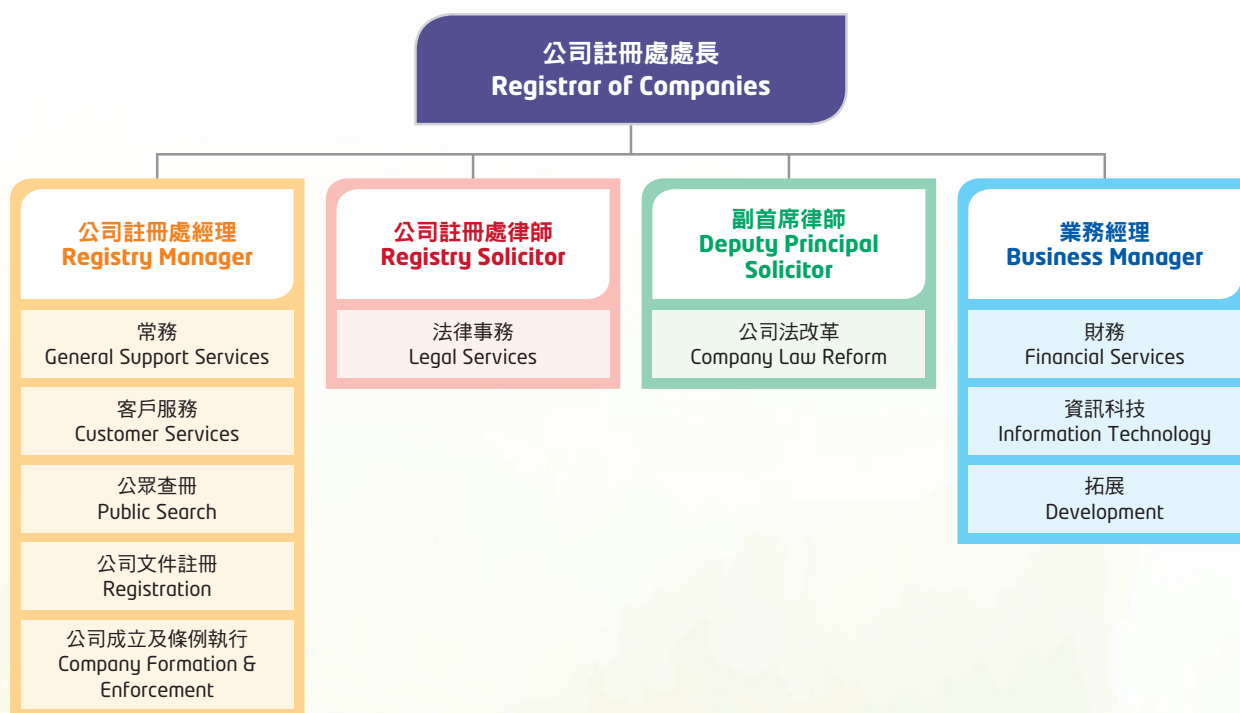 公司註冊處處長
Registrar of Companies
公司註冊處經理
Registry Manager
常務
General Support Services
客戶服務
Customer Services
公眾查冊
Public Search
公司文件註冊
Registration
公司成立及條例執行
Company Formation &
Enforcement
公司註冊處律師
Registry Solicitor
法律事務
Legal Services
副首席律師
Deputy Principal
Solicitor
公司法改革
Company Law Reform
業務經理
Business Manager
財務
Financial Services
資訊科技
Information Technology
拓展
Development